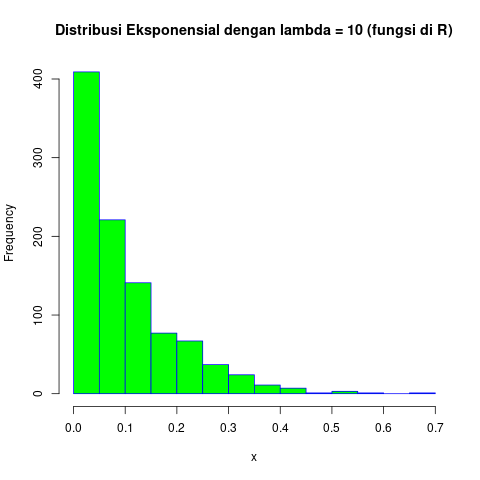 Distribusi Eksponensial dengan lambda = 10 (fungsi di R)
Frequency
400
300
200
100
0
0.0 0.1 0.2 0.3 0.4 0.5 0.6 0.7
x